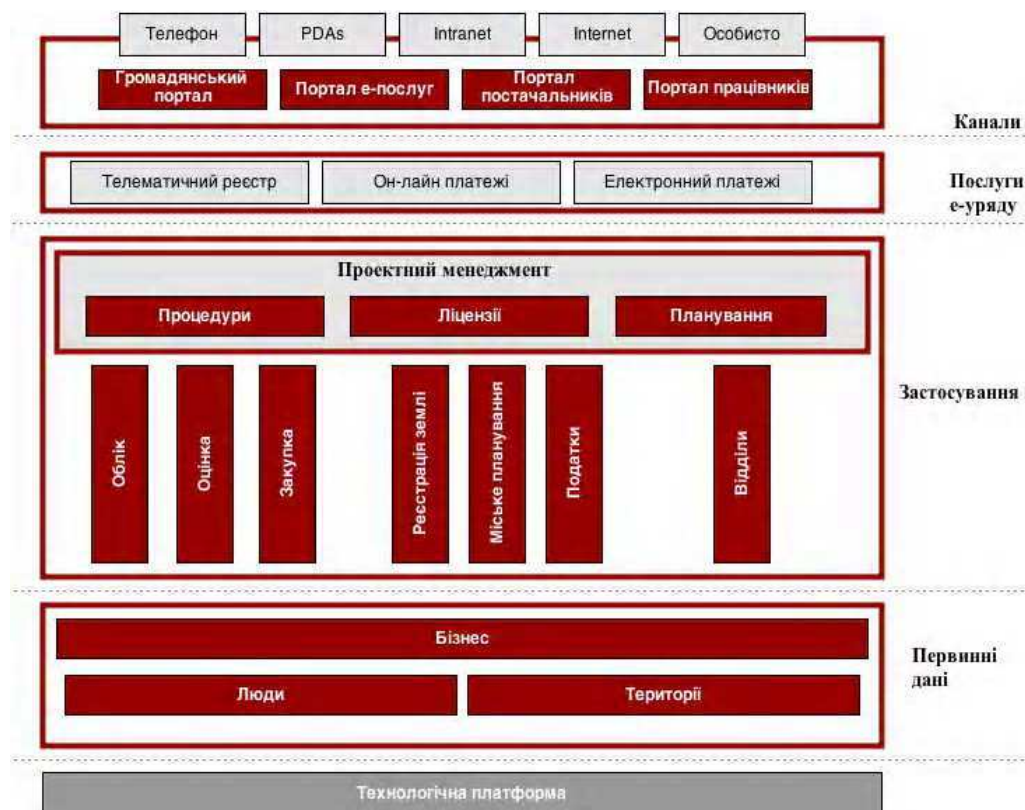 Телефон
PDAs
Intranet
Internet
Особисто
Громадянський
портал
Портал е-послуг
Портал
постачальників
Портал працівників
Канали
Телематичний реєстр
Он-лайн платежі
Електронний платежі
Послуги
е-уряду
Проектний менеджмент
Процедури
Ліцензії
Планування
Застосування
Облік
Оцінка
Закупка
Реєстрація землі
Міське планування
Податки
Відділи
Бізнес
Люди
Території
Первинні
дані
Технологічна платформа